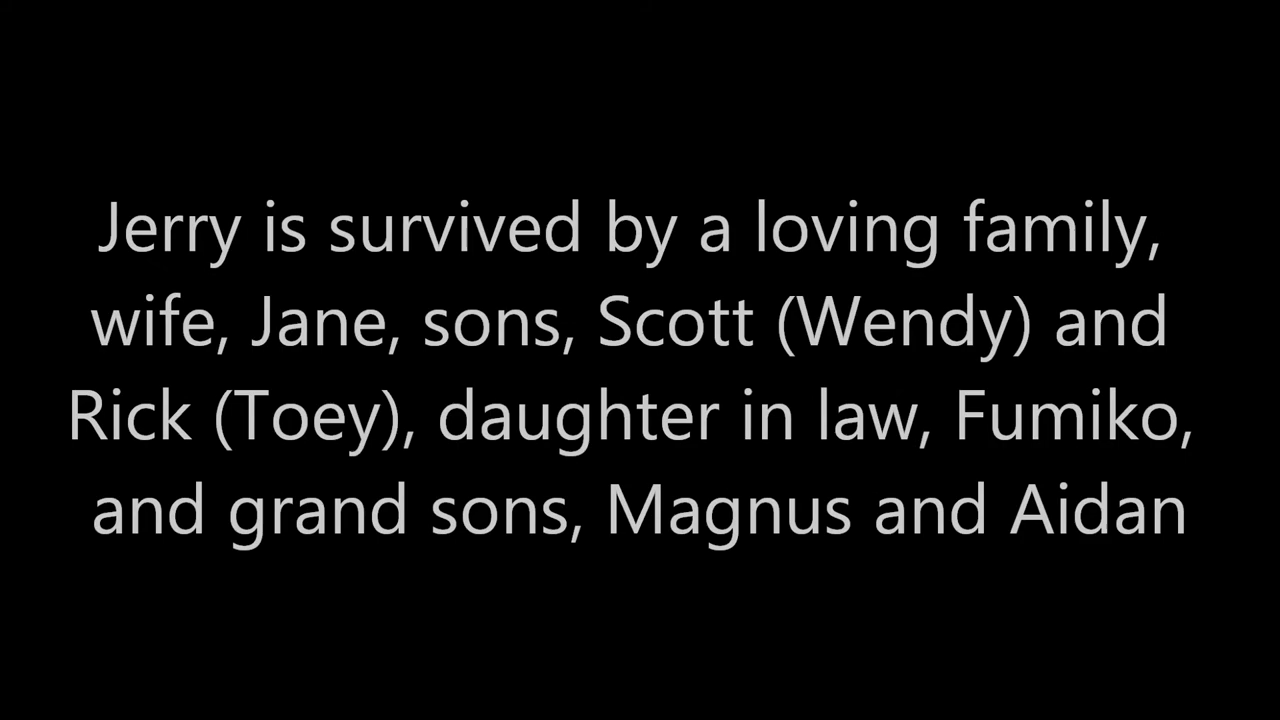 Jerry is survived by a loving family,
wife, Jane, sons, Scott (Wendy) and
Rick (Toey), daughter in law, Fumiko,
and grand sons, Magnus and Aidan